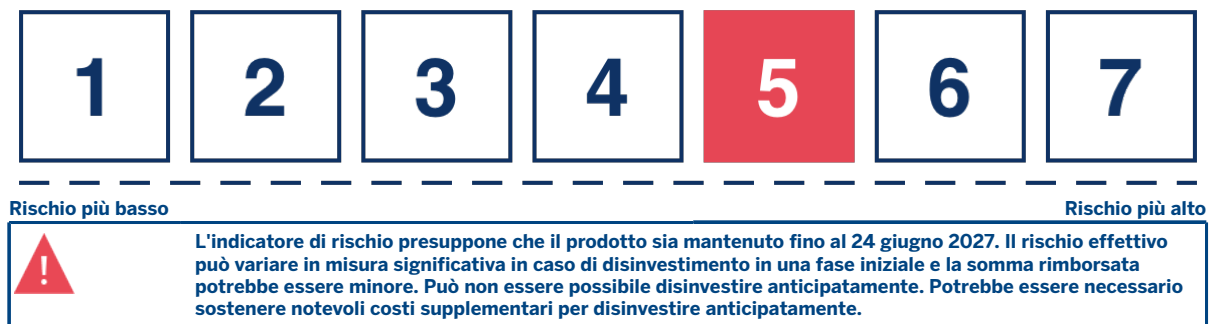 1 2 3 4 5 6 7
Rischio più basso Rischio più alto
!
L'indicatore di rischio presuppone che il prodotto sia mantenuto fino al 24 giugno 2027. Il rischio effettivo
può variare in misura significativa in caso di disinvestimento in una fase iniziale e la somma rimborsata
potrebbe essere minore. Può non essere possibile disinvestire anticipatamente. Potrebbe essere necessario
sostenere notevoli costi supplementari per disinvestire anticipatamente.